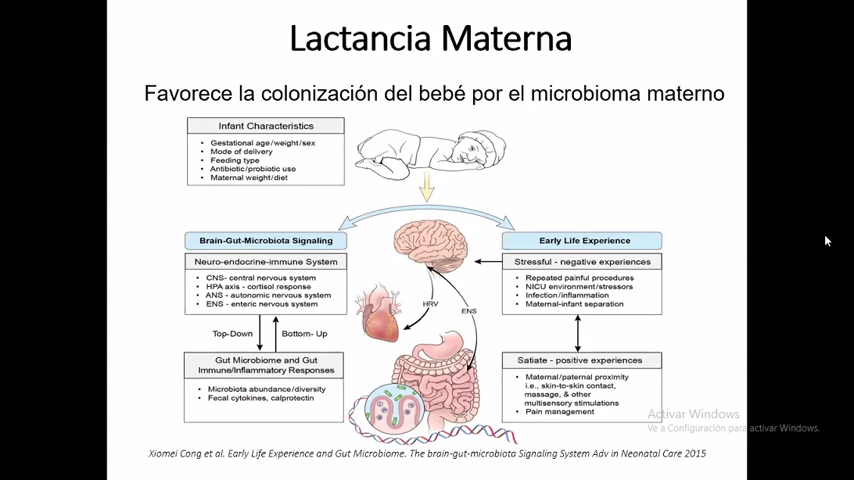 Lactancia Materna
Favorece la colonización del bebé por el microbioma materno
Infant Characteristics
• Gestational age/weight/sex
• Mode of delivery
• Feeding type
• Antibiotic/probiotic use
• Maternal weight/diet
Brain-Gut-Microbiota Signaling
Neuro-endocrine-immune System
• CNS- central nervous system
• HPA axis - cortisol response
• ANS - autonomic nervous system
• ENS - enteric nervous system
Top-Down
Bottom- Up
Gut Microbiome and Gut
Immune/Inflammatory Responses
• Microbiota abundance/diversity
• Fecal cytokines, calprotectin
HRV
ENS
Early Life Experience
Stressful - negative experiences
• Repeated painful procedures
• NICU environment/stressors
• Infection/inflammation
• Maternal-infant separation
Satiate - positive experiences
• Maternal/paternal proximity
i.e., skin-to-skin contact,
massage, & other
multisensory stimulations
• Pain management
Activar Windows
Ve a Configuración para activar Windows.
Xiomei Cong et al. Early Life Experience and Gut Microbiome. The brain-gut-microbiota Signaling System Adv in Neonatal Care 2015